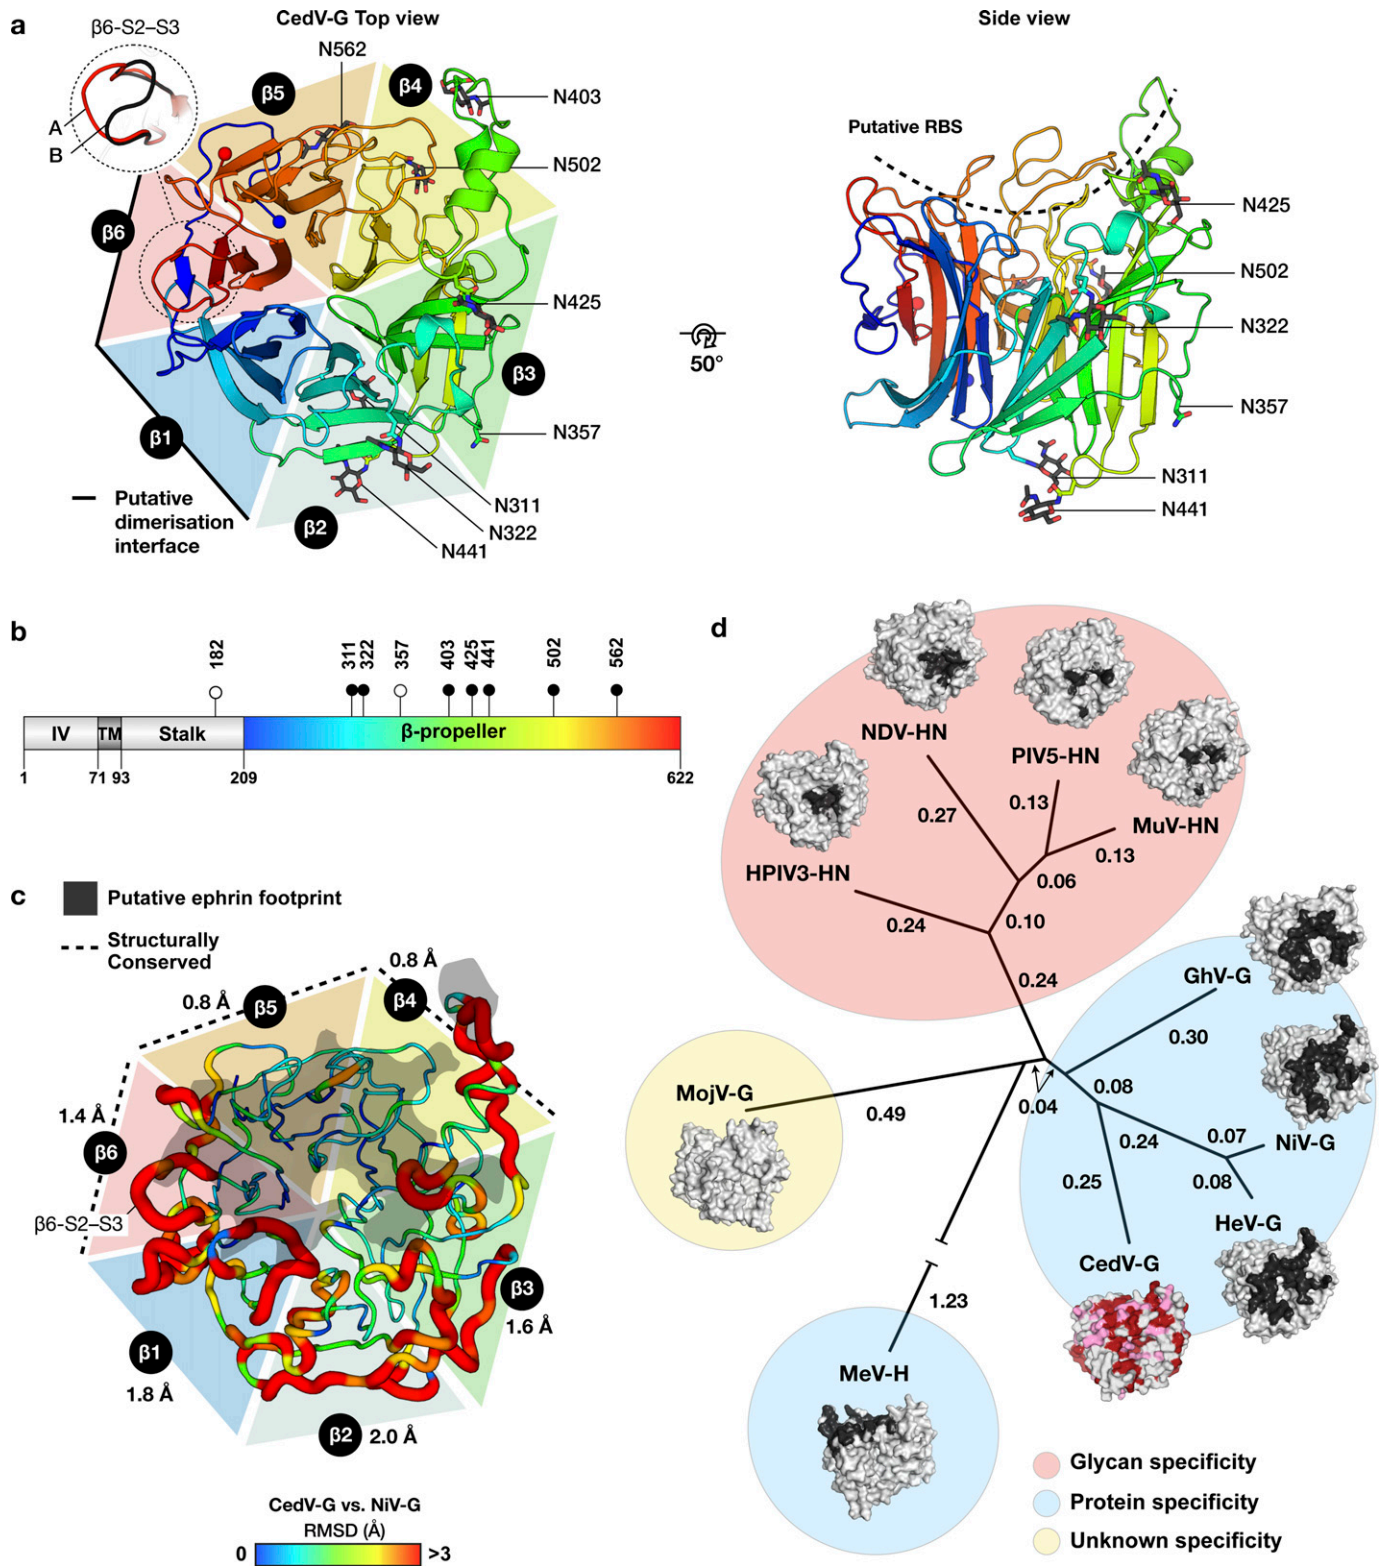 a
CedV-G Top view
Side view
β6-S2–S3
A
B
N562
β5
β4
N403
N502
β6
N425
β3
β1
N357
N311
N322
N441
β2
Putative
dimerisation
interface
50°
Putative RBS
N425
N502
N322
N357
N311
N441
b
182
311
322
357
403
425
441
502
562
IV
TM
Stalk
β-propeller
1
71
93
209
622
c
Putative ephrin footprint
Structurally
Conserved
0.8 Å
β5
0.8 Å
β4
1.4 Å
β6
β6-S2–S3
β3
1.6 Å
β1
1.8 Å
β2
2.0 Å
CedV-G vs. NiV-G
RMSD (Å)
0
>3
d
NDV-HN
PIV5-HN
MuV-HN
HPIV3-HN
0.27
0.13
0.13
0.06
0.24
0.10
0.24
GhV-G
0.30
MojV-G
0.49
0.04
0.08
0.24
0.07
NiV-G
0.25
0.08
HeV-G
CedV-G
1.23
MeV-H
Glycan specificity
Protein specificity
Unknown specificity